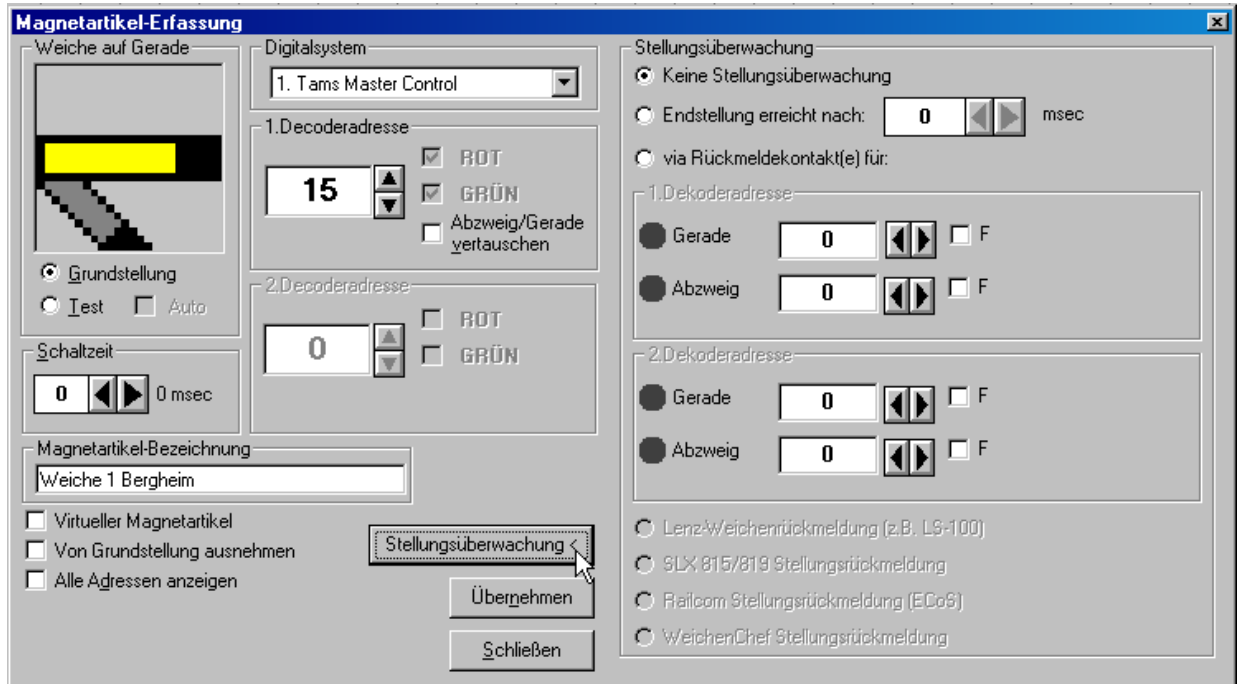 Magnetartikel-Erfassung
Weiche auf Gerade
Grundstellung
Test Auto
Schaltzeit
0 0 msec
Digitalsystem
1. Tams Master Control
1.Decoderadresse
15
ROT
GRÜN
Abzweig/Gerade
vertauschen
2.Decoderadresse
0
ROT
GRÜN
Magnetartikel-Bezeichnung
Weiche 1 Bergheim
Virtueller Magnetartikel
Von Grundstellung ausnehmen
Alle Adressen anzeigen
Stellungsüberwachung <
Übernehmen
Schließen
Stellungsüberwachung
Keine Stellungsüberwachung
Endstellung erreicht nach: 0 msec
via Rückmeldekontakt(e) für:
1.Dekoderadresse
Gerade 0 F
Abzweig 0 F
2.Dekoderadresse
Gerade 0 F
Abzweig 0 F
Lenz-Weichenrückmeldung (z.B. LS-100)
SLX 815/819 Stellungsrückmeldung
Railcom Stellungsrückmeldung (ECoS)
WeichenChef Stellungsrückmeldung